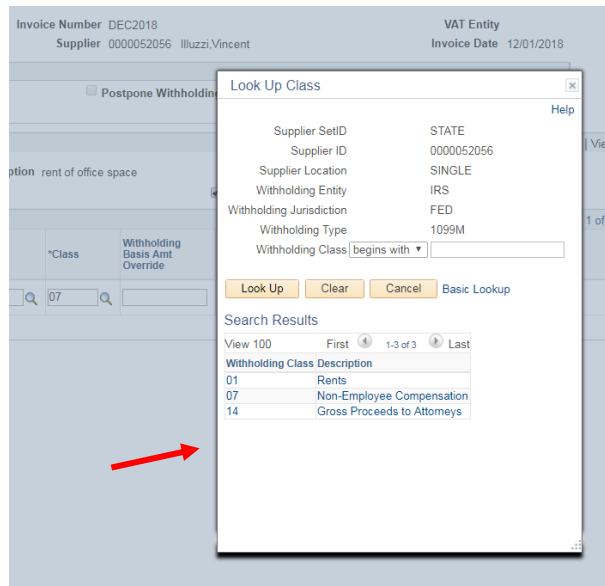 Invoice Number DEC2018 VAT Entity
Supplier 0000052056 Illuzzi,Vincent Invoice Date 12/01/2018
Postpone Withholding
ption rent of office space
*Class Withholding Basis Amt Override
07
| Vie
1 of
Look Up Class
Help
Supplier SetID STATE
Supplier ID 0000052056
Supplier Location SINGLE
Withholding Entity IRS
Withholding Jurisdiction FED
Withholding Type 1099M
Withholding Class begins with
Look Up Clear Cancel Basic Lookup
Search Results
View 100 First 1-3 of 3 Last
Withholding Class Description
01 Rents
07 Non-Employee Compensation
14 Gross Proceeds to Attorneys